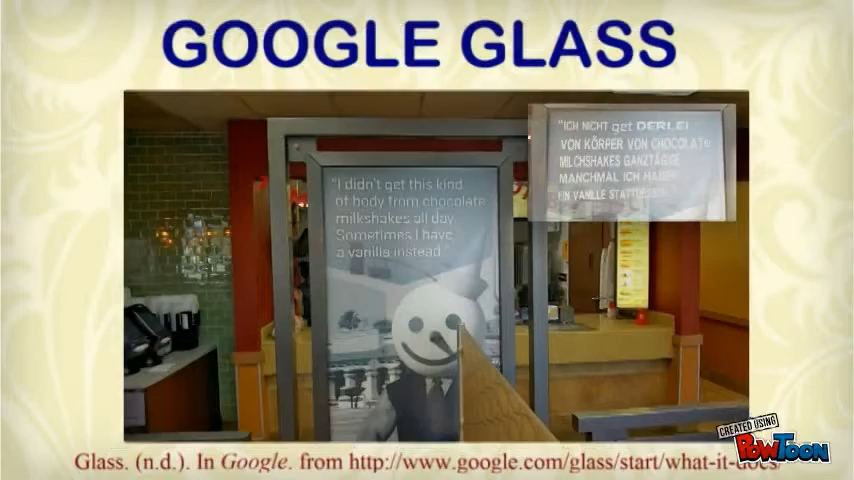 GOOGLE GLASS
"I didn't get this kind
of body from chocolate
milkshakes all day.
Sometimes I have
a vanilla instead
"ICH NICHT get DERLEI
VON KÖRPER VON CHOCOLATe
MILCHSHAKES GANZTÄGIGE
MANCHMAL ICH HABE
EIN VANILLE
Glass. (n.d.). In Google. from http://www.google.com/glass/start/what-it-does/
CREATED USING
POWTOON